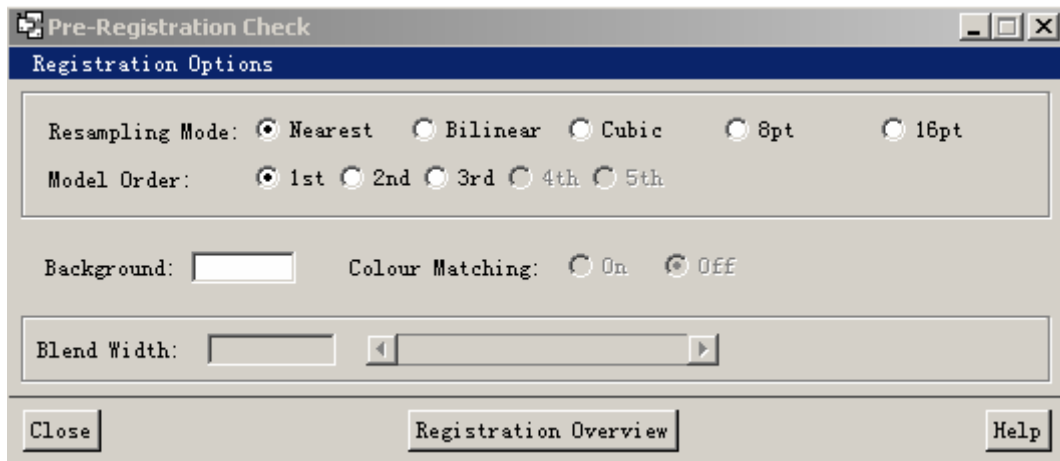 Pre-Registration Check
Registration Options
Resampling Mode: Nearest Bilinear Cubic 8pt 16pt
Model Order: 1st 2nd 3rd 4th 5th
Background: Colour Matching: On Off
Blend Width:
Close Registration Overview Help